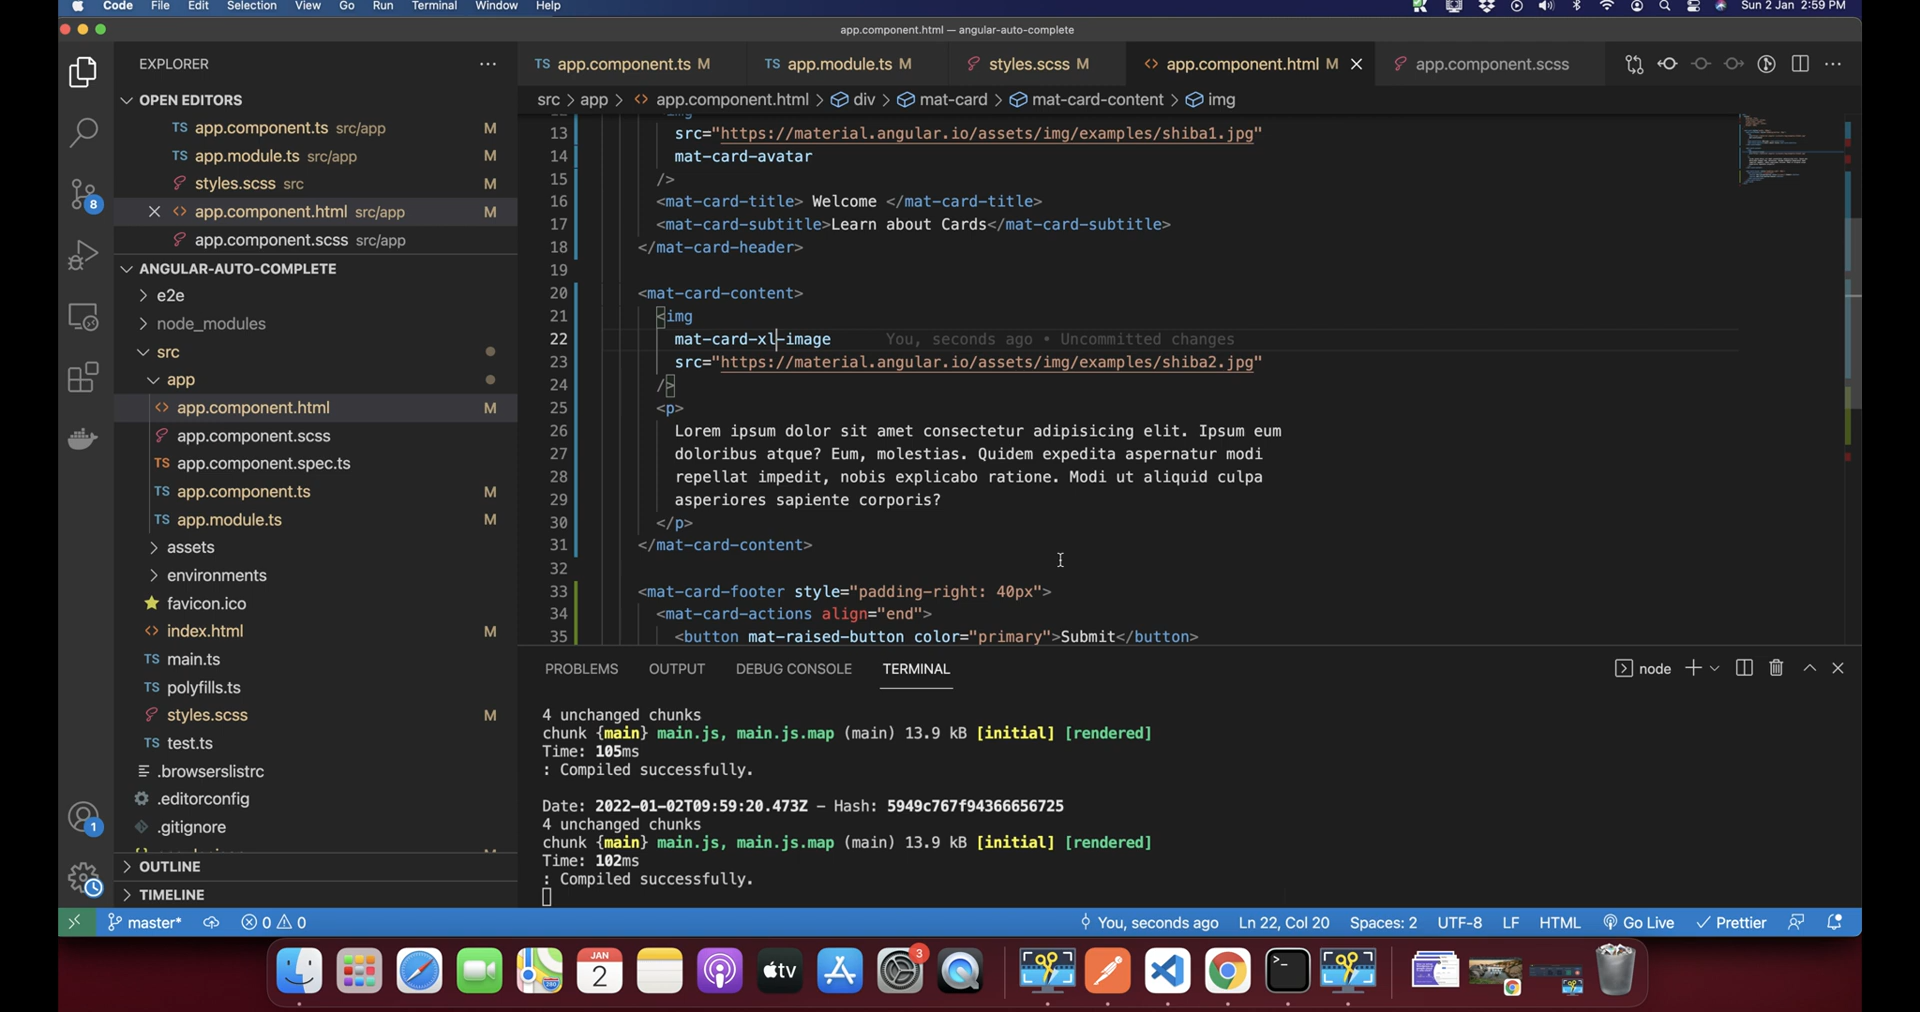 Code File Edit Selection View Go Run Terminal Window Help Sun 2 Jan 2:59 PM
app.component.html — angular-auto-complete
EXPLORER
OPEN EDITORS
TS app.component.ts src/app M
TS app.module.ts src/app M
styles.scss src M
app.component.html src/app M
app.component.scss src/app
ANGULAR-AUTO-COMPLETE
e2e
node_modules
src
app
app.component.html M
app.component.scss
TS app.component.spec.ts
TS app.component.ts M
TS app.module.ts M
assets
environments
favicon.ico
index.html M
TS main.ts
TS polyfills.ts
styles.scss M
TS test.ts
.browserslistrc
.editorconfig
.gitignore
OUTLINE
TIMELINE
8
1
TS app.component.ts M TS app.module.ts M styles.scss M app.component.html M app.component.scss
src > app > app.component.html > div > mat-card > mat-card-content > img
13 src="https://material.angular.io/assets/img/examples/shiba1.jpg"
14 mat-card-avatar
15 />
16 <mat-card-title> Welcome </mat-card-title>
17 <mat-card-subtitle>Learn about Cards</mat-card-subtitle>
18 </mat-card-header>
19
20 <mat-card-content>
21 <img
22 mat-card-xl-image You, seconds ago • Uncommitted changes
23 src="https://material.angular.io/assets/img/examples/shiba2.jpg"
24 />
25 <p>
26 Lorem ipsum dolor sit amet consectetur adipisicing elit. Ipsum eum
27 doloribus atque? Eum, molestias. Quidem expedita aspernatur modi
28 repellat impedit, nobis explicabo ratione. Modi ut aliquid culpa
29 asperiores sapiente corporis?
30 </p>
31 </mat-card-content>
32
33 <mat-card-footer style="padding-right: 40px">
34 <mat-card-actions align="end">
35 <button mat-raised-button color="primary">Submit</button>
PROBLEMS OUTPUT DEBUG CONSOLE TERMINAL node
4 unchanged chunks
chunk {main} main.js, main.js.map (main) 13.9 kB [initial] [rendered]
Time: 105ms
: Compiled successfully.
Date: 2022-01-02T09:59:20.473Z – Hash: 5949c767f94366656725
4 unchanged chunks
chunk {main} main.js, main.js.map (main) 13.9 kB [initial] [rendered]
Time: 102ms
: Compiled successfully.
master* 0 0 You, seconds ago Ln 22, Col 20 Spaces: 2 UTF-8 LF HTML Go Live Prettier
JAN
2
tv
3